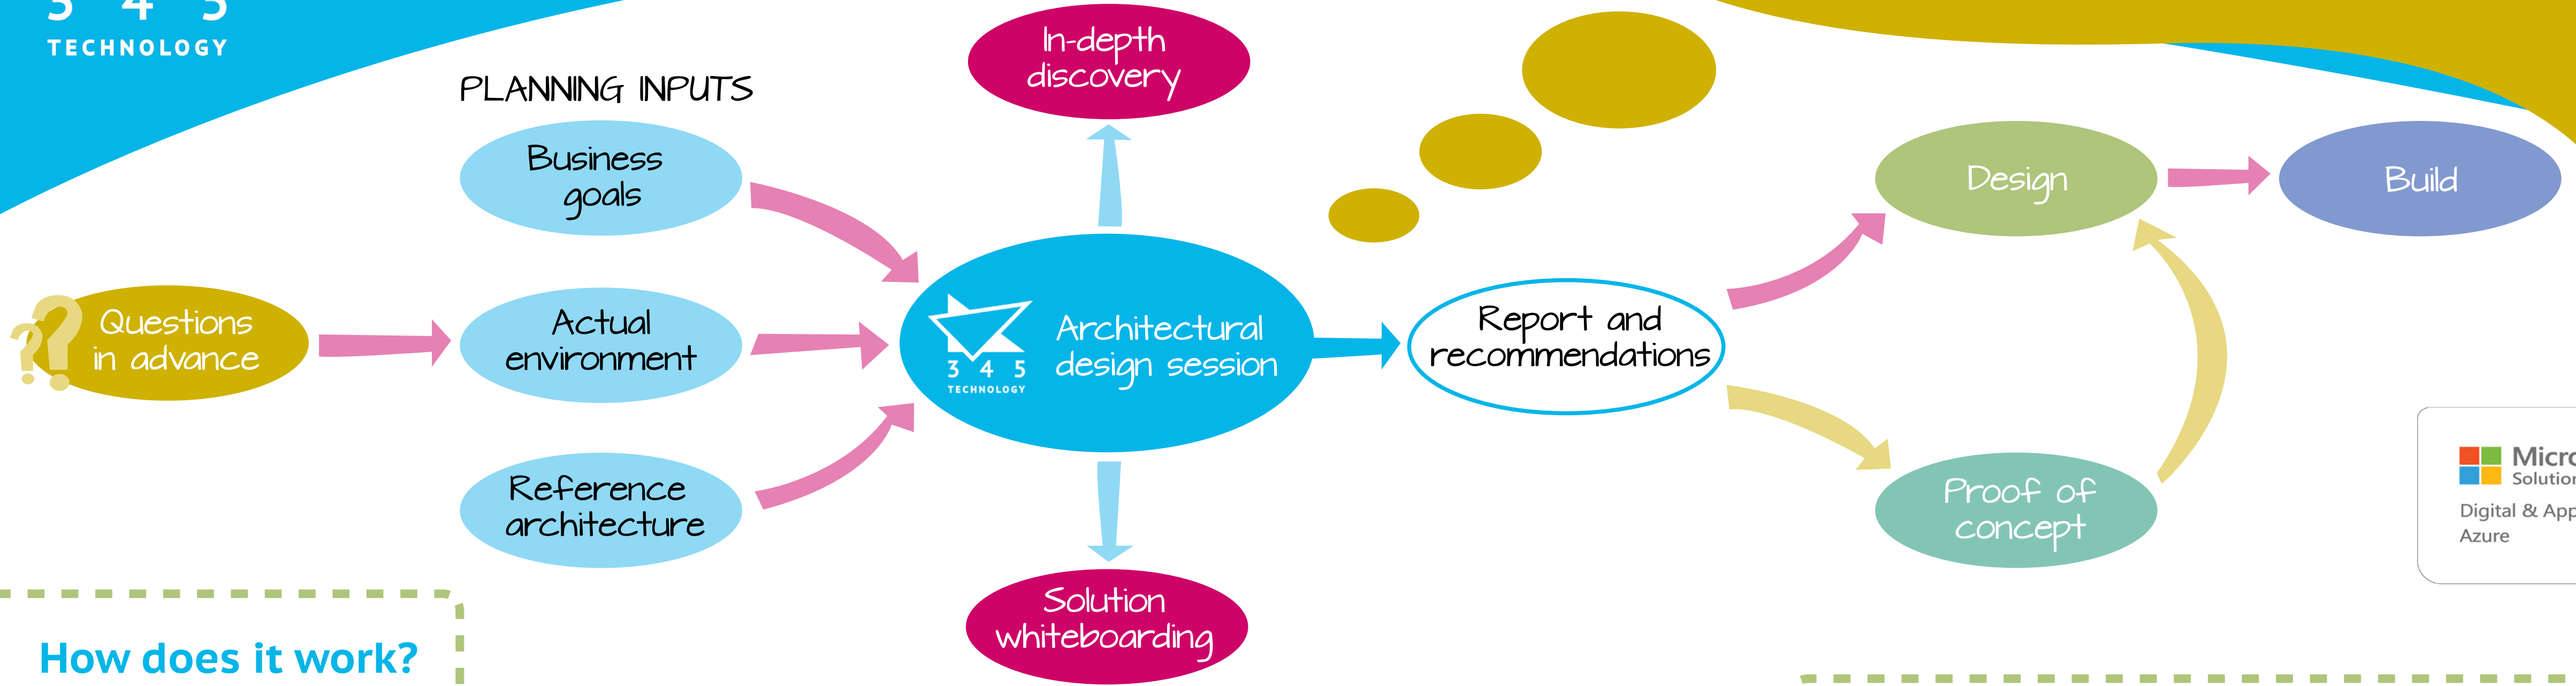 3 4 5
TECHNOLOGY
PLANNING INPUTS
Business
goals
Questions
in advance
Actual
environment
Reference
architecture
In-depth
discovery
3 4 5
TECHNOLOGY
Architectural
design session
Solution
whiteboarding
Report and
recommendations
Design
Build
Proof of
concept
Digital & App
Azure
How does it work?